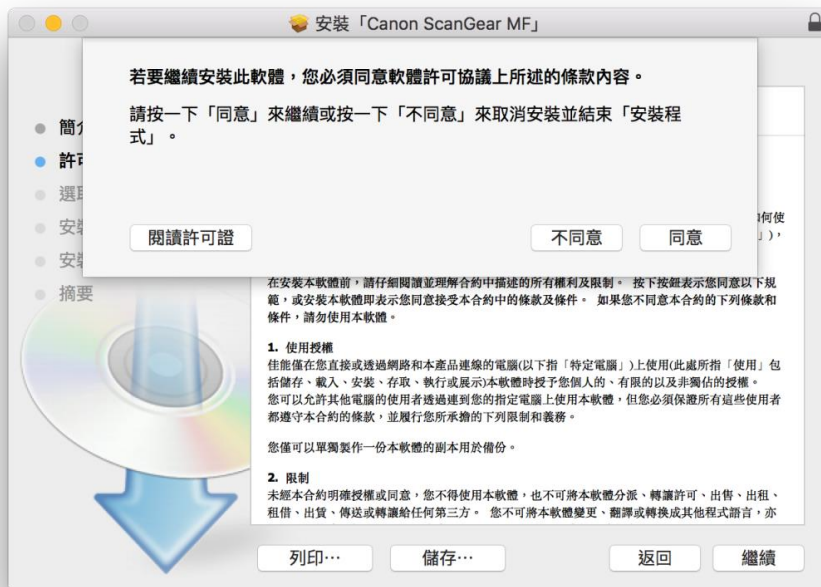 安裝「Canon ScanGear MF」
若要繼續安裝此軟體，您必須同意軟體許可協議上所述的條款內容。
請按一下「同意」來繼續或按一下「不同意」來取消安裝並結束「安裝程
式」。
閱讀許可證
不同意
同意
簡
許
選
安
安
摘要
如何使
」)，
在安裝本軟體前，請仔細閱讀並理解合約中描述的所有權利及限制。 按下按鈕表示您同意以下規
範，或安裝本軟體即表示您同意接受本合約中的條款及條件。 如果您不同意本合約的下列條款和
條件，請勿使用本軟體。
1. 使用授權
佳能僅在您直接或透過網路和本產品連線的電腦(以下指「特定電腦」)上使用(此處所指「使用」包
括儲存、載入、安裝、存取、執行或展示)本軟體時授予您個人的、有限的以及非獨佔的授權。
您可以允許其他電腦的使用者透過連到您的指定電腦上使用本軟體，但您必須保證所有這些使用者
都遵守本合約的條款，並履行您所承擔的下列限制和義務。
您僅可以單獨製作一份本軟體的副本用於備份。
2. 限制
未經本合約明確授權或同意，您不得使用本軟體，也不可將本軟體分派、轉讓許可、出售、出租、
租借、出賃、傳送或轉讓給任何第三方。 您不可將本軟體變更、翻譯或轉換成其他程式語言，亦
列印⋯
儲存⋯
返回
繼續